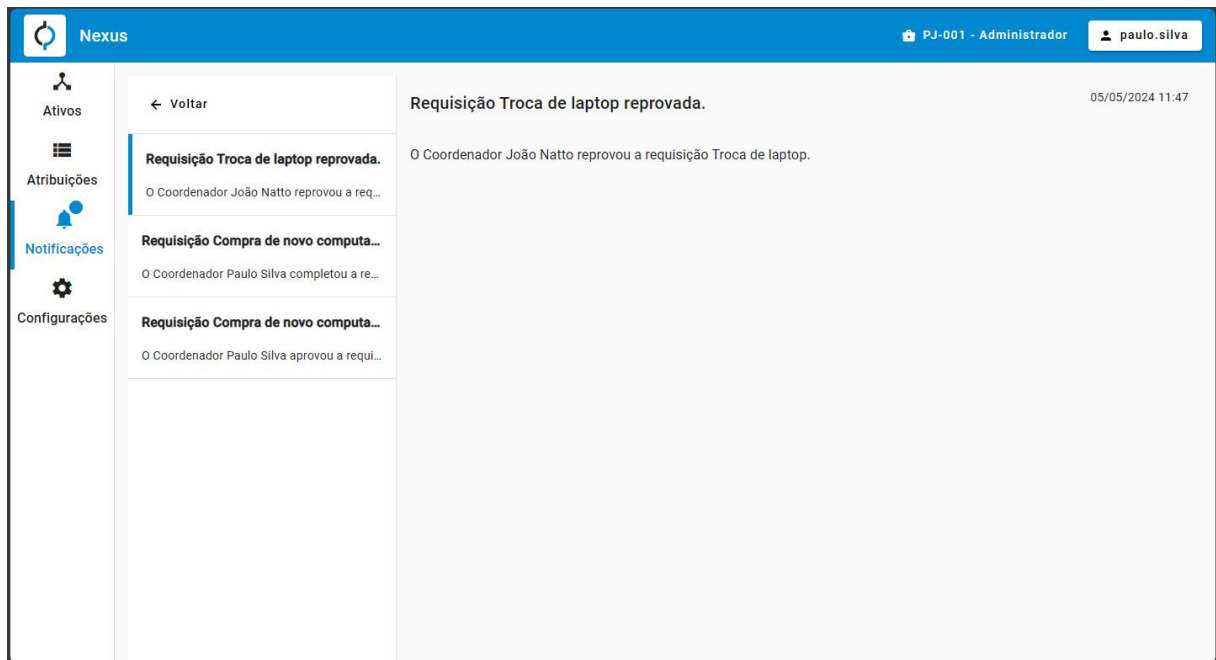 Nexus
PJ-001 - Administrador
paulo.silva
Ativos
Atribuições
Notificações
Configurações
← Voltar
Requisição Troca de laptop reprovada.
O Coordenador João Natto reprovou a req...
Requisição Compra de novo computa...
O Coordenador Paulo Silva completou a re...
Requisição Compra de novo computa...
O Coordenador Paulo Silva aprovou a requi...
Requisição Troca de laptop reprovada.
05/05/2024 11:47
O Coordenador João Natto reprovou a requisição Troca de laptop.